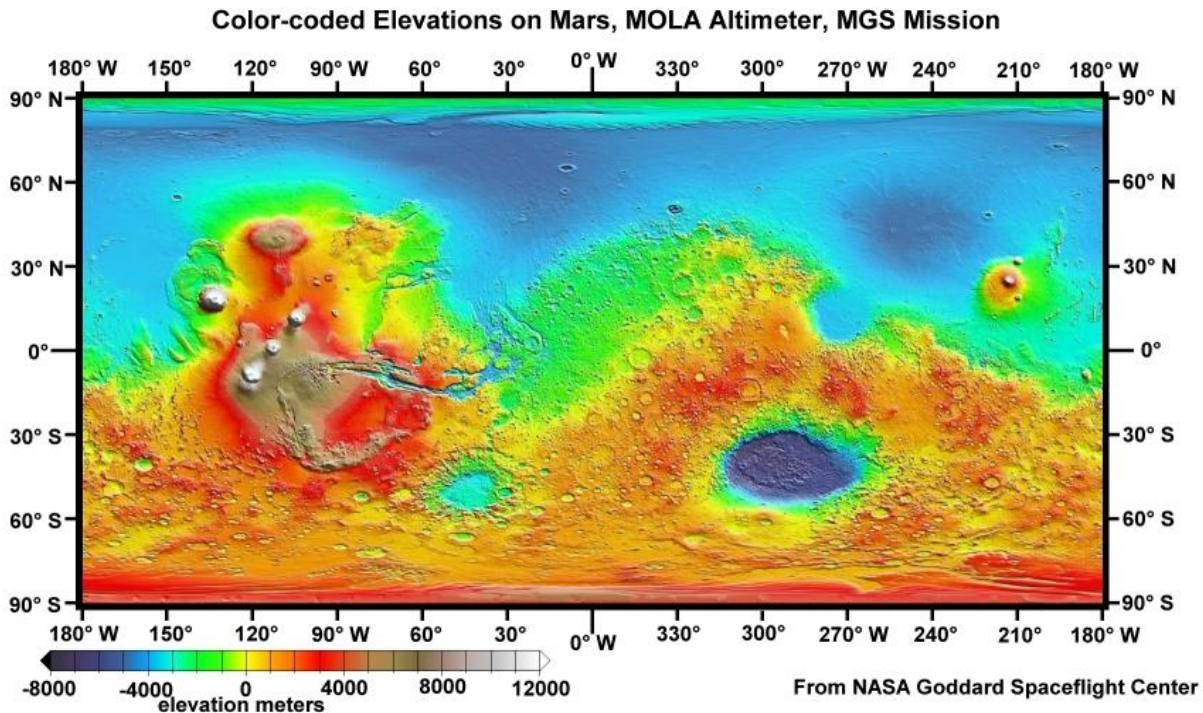 Color-coded Elevations on Mars, MOLA Altimeter, MGS Mission
180° W 150° 120° 90° W 60° 30° 0° W 330° 300° W 270° W 240° 210° 180° W
90° N 90° N
60° N 60° N
30° N 30° N
0° 0°
30° S 30° S
60° S 60° S
90° S 90° S
180° W 150° W 120° W 90° W 60° 30° 0° W 330° 300° W 270° W 240° W 210° 180° W
-8000 -4000 0 4000 8000 12000
elevation meters
From NASA Goddard Spaceflight Center